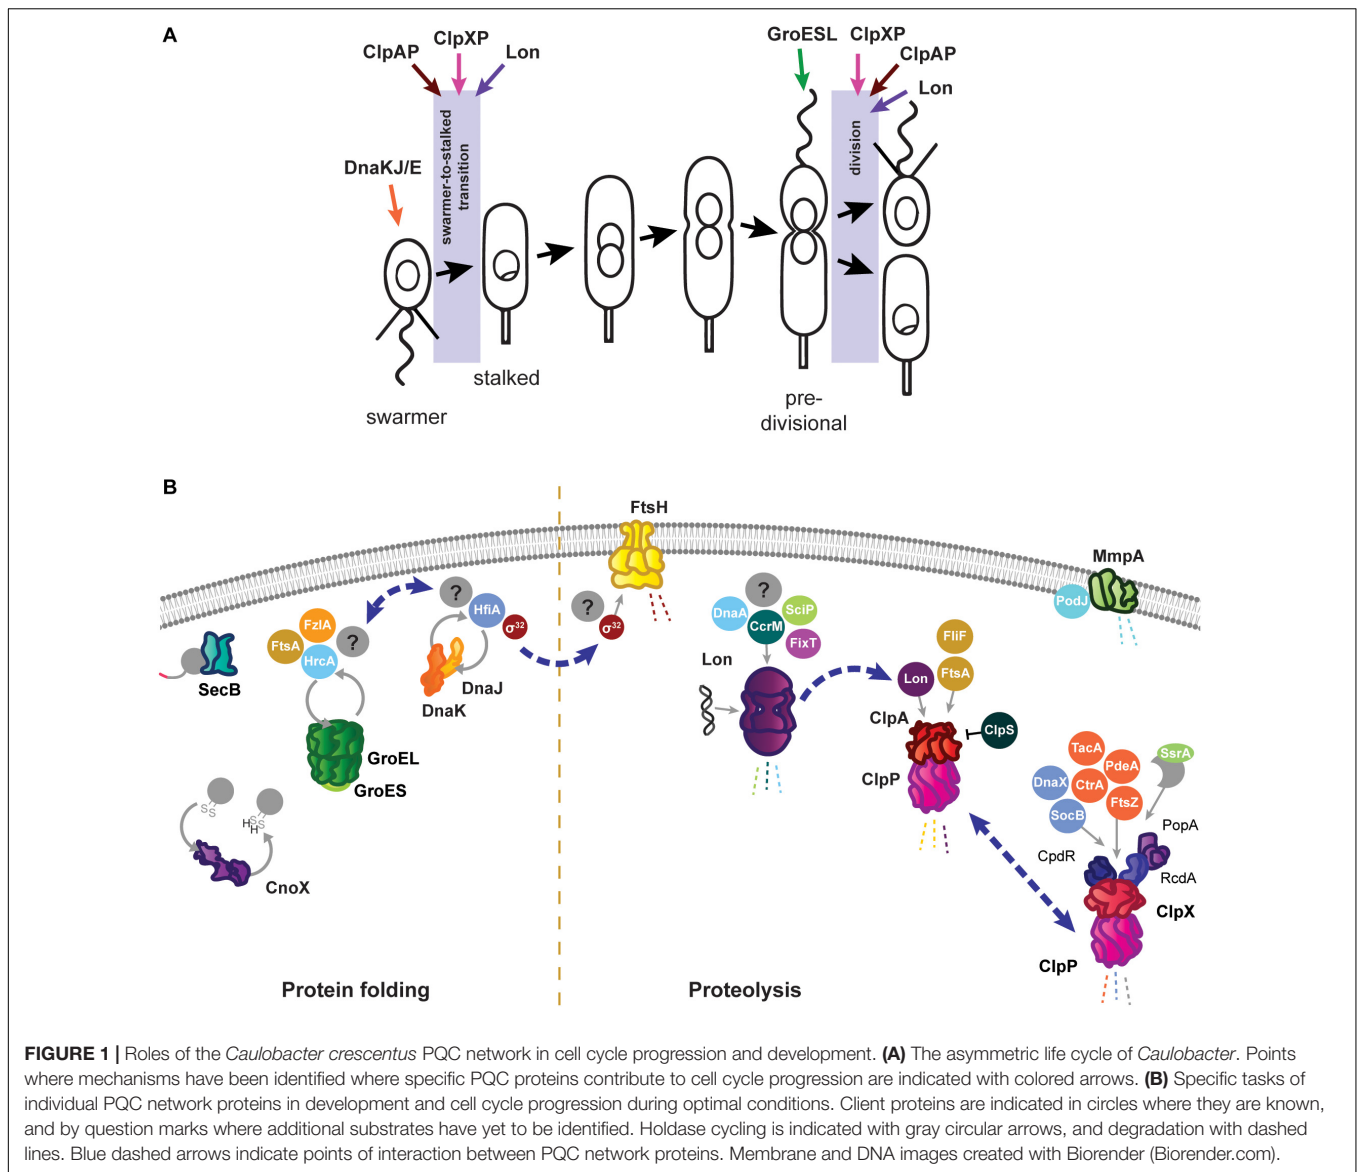 A
ClpXP
ClpAP
Lon
GroESL
ClpXP
ClpAP
Lon
DnaKJ/E
swarmer-to-stalked
transition
division
stalked
swarmer
pre-
divisional
B
FtsH
MmpA
PodJ
?
HfiA
σ32
?
σ32
DnaK
DnaJ
FzlA
FtsA
?
HrcA
SecB
GroEL
GroES
S
S
H
H
S
S
CnoX
?
DnaA
SciP
CcrM
FixT
Lon
FliF
Lon
FtsA
ClpA
ClpS
ClpP
TacA
PdeA
SsrA
DnaX
CtrA
FtsZ
SocB
PopA
CpdR
RcdA
ClpX
ClpP
Protein folding
Proteolysis
FIGURE 1 | Roles of the Caulobacter crescentus PQC network in cell cycle progression and development. (A) The asymmetric life cycle of Caulobacter. Points
where mechanisms have been identified where specific PQC proteins contribute to cell cycle progression are indicated with colored arrows. (B) Specific tasks of
individual PQC network proteins in development and cell cycle progression during optimal conditions. Client proteins are indicated in circles where they are known,
and by question marks where additional substrates have yet to be identified. Holdase cycling is indicated with gray circular arrows, and degradation with dashed
lines. Blue dashed arrows indicate points of interaction between PQC network proteins. Membrane and DNA images created with Biorender (Biorender.com).